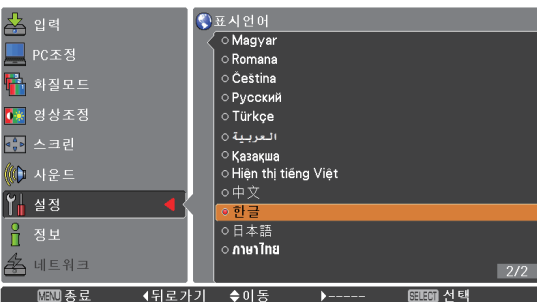 입력
PC조정
화질모드
영상조정
스크린
사운드
설정
정보
네트워크
표시언어
Magyar
Romana
Čeština
Русский
Türkçe
العربية
Қазақша
Hiện thị tiếng Việt
中文
한글
日本語
ภาษาไทย
2/2
MENU 종료 ◀뒤로가기 ◆이동 ▶----- SELECT 선택